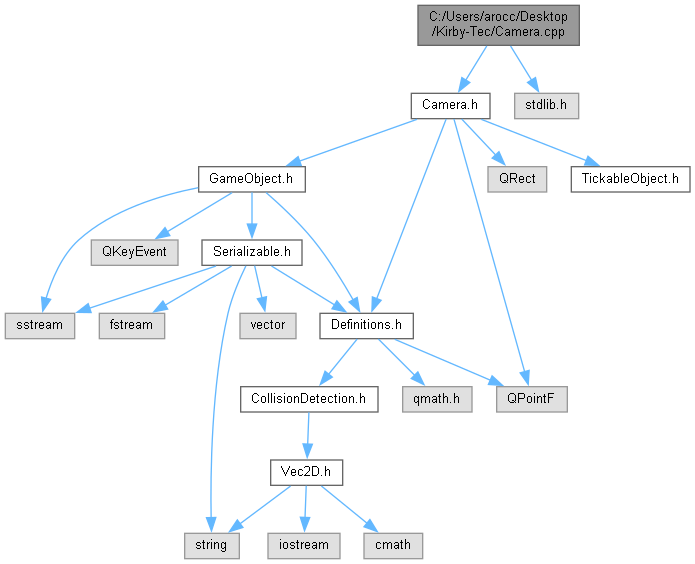 C:/Users/arocc/Desktop
/Kirby-Tec/Camera.cpp
Camera.h
stdlib.h
GameObject.h
QRect
TickableObject.h
QKeyEvent
Serializable.h
sstream
fstream
vector
Definitions.h
CollisionDetection.h
qmath.h
QPointF
Vec2D.h
string
iostream
cmath